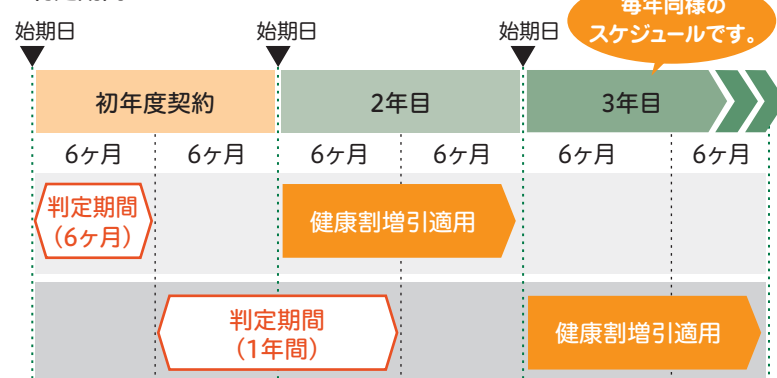 毎年同様の
スケジュールです。
始期日
始期日
始期日
初年度契約
2年目
3年目
6ヶ月
6ヶ月
6ヶ月
6ヶ月
6ヶ月
6ヶ月
判定期間
（6ヶ月）
健康割増引適用
判定期間
（1年間）
健康割増引適用